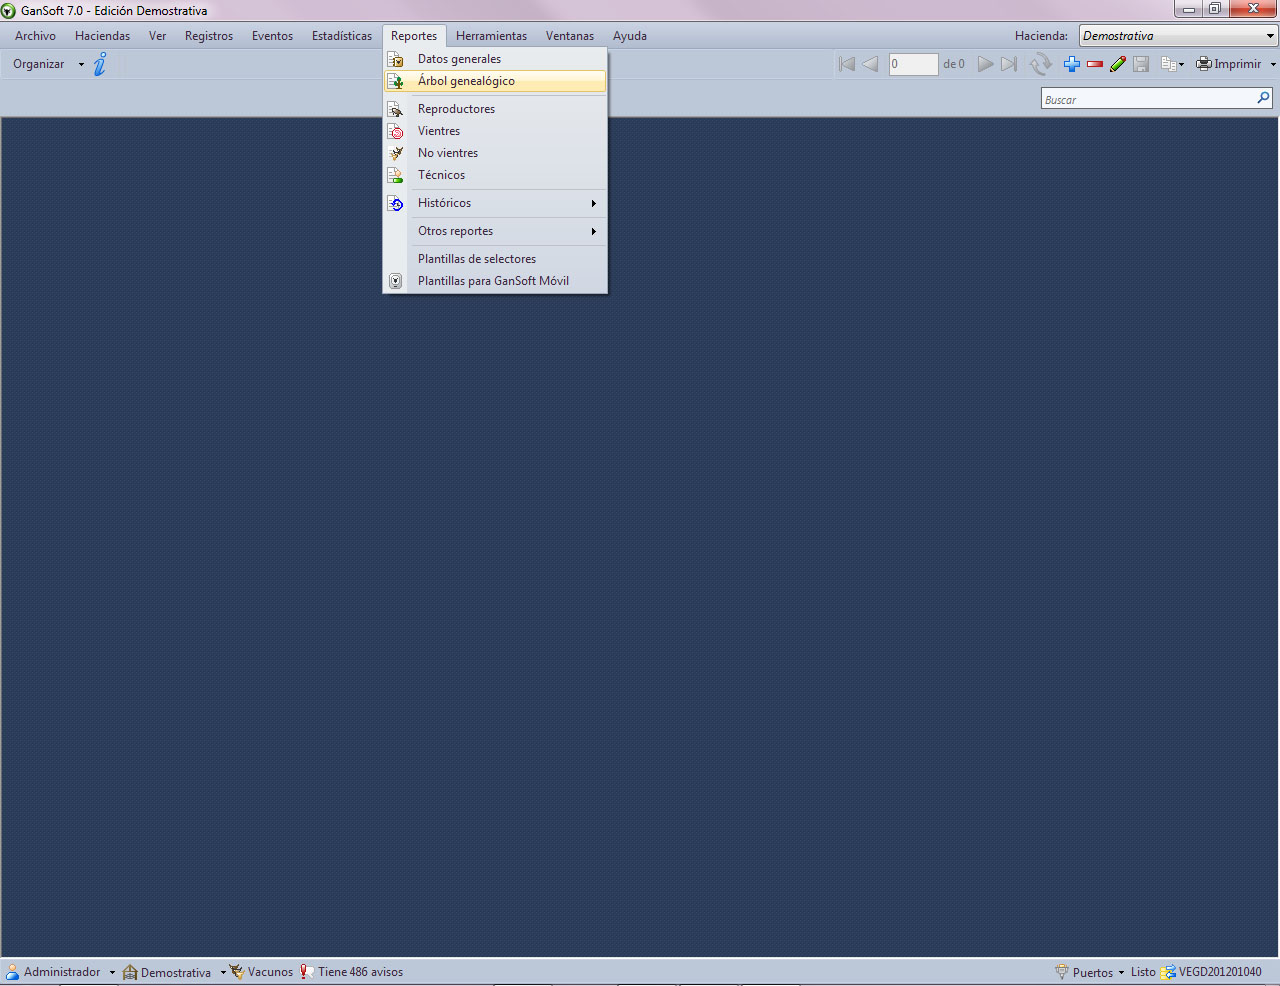 GanSoft 7.0 - Edición Demostrativa
Archivo Haciendas Ver Registros Eventos Estadísticas Reportes Herramientas Ventanas Ayuda Hacienda: Demostrativa
Organizar 0 de 0 Imprimir
Buscar
Datos generales
Árbol genealógico
Reproductores
Vientres
No vientres
Técnicos
Históricos
Otros reportes
Plantillas de selectores
Plantillas para GanSoft Móvil
Administrador Demostrativa Vacunos Tiene 486 avisos Puertos Listo VEGD201201040